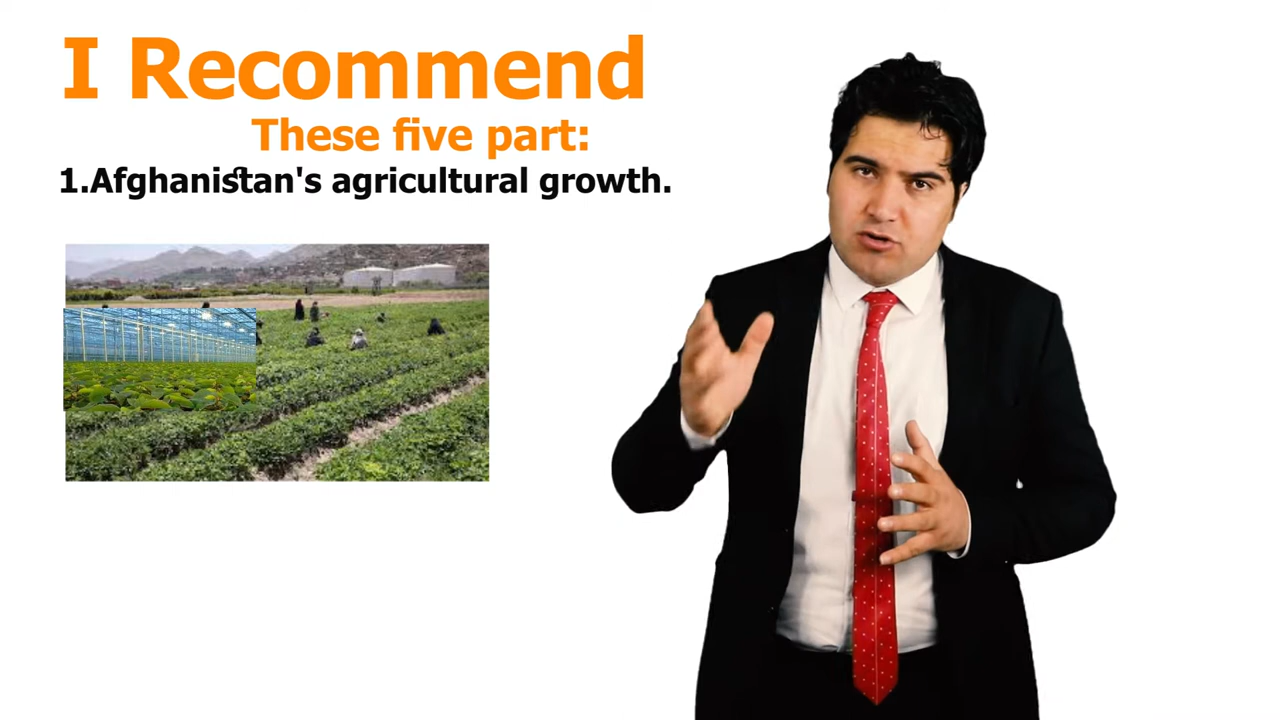 I Recommend
These five part:
1.Afghanistan's agricultural growth.